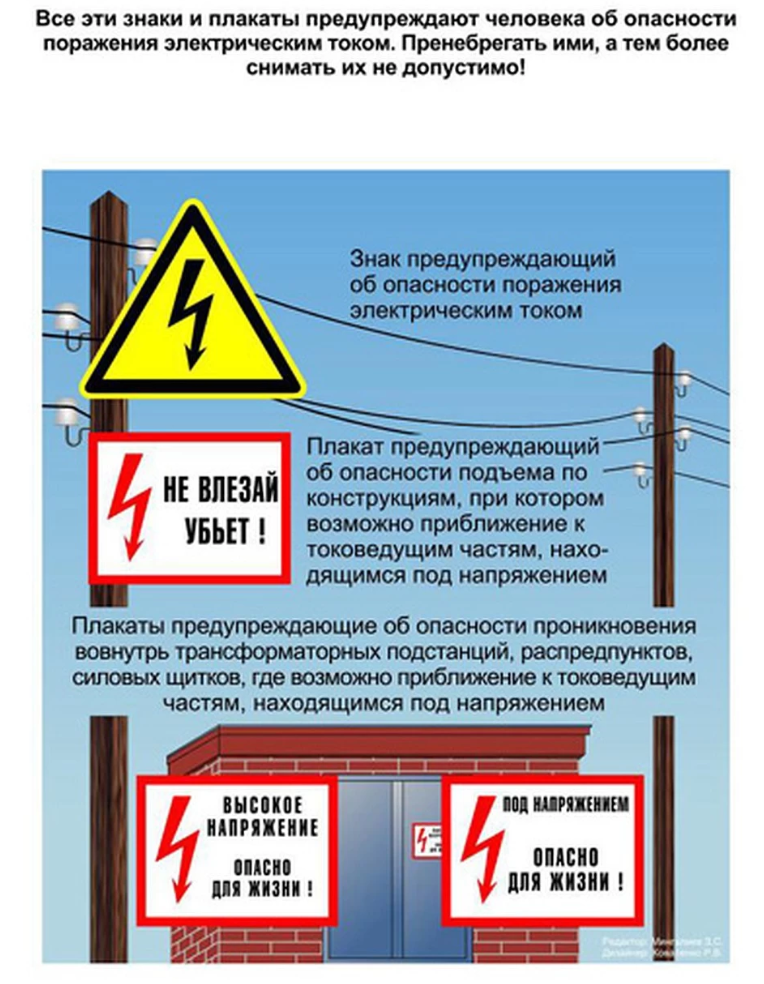 Все эти знаки и плакаты предупреждают человека об опасности
поражения электрическим током. Пренебрегать ими, а тем более
снимать их не допустимо!
Знак предупреждающий
об опасности поражения
электрическим током
НЕ ВЛЕЗАЙ
УБЬЕТ !
Плакат предупреждающий
об опасности подъема по
конструкциям, при котором
возможно приближение к
токоведущим частям, нахо-
дящимся под напряжением
Плакаты предупреждающие об опасности проникновения
вовнутрь трансформаторных подстанций, распредпунктов,
силовых щитков, где возможно приближение к токоведущим
частям, находящимся под напряжением
ВЫСОКОЕ
НАПРЯЖЕНИЕ
ОПАСНО
ДЛЯ ЖИЗНИ !
ПОД НАПРЯЖЕНИЕМ
ОПАСНО
ДЛЯ ЖИЗНИ !
Редактор: З.С.
Дизайнер: Коваленко Р.В.